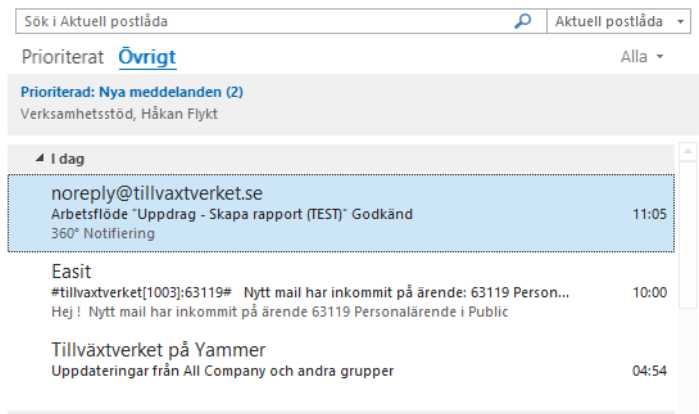 Sök i Aktuell postlåda Aktuell postlåda
Prioriterat Övrigt Alla
Prioriterad: Nya meddelanden (2)
Verksamhetsstöd, Håkan Flykt
I dag
noreply@tillvaxtverket.se
Arbetsflöde "Uppdrag - Skapa rapport (TEST)" Godkänd 11:05
360° Notifiering
Easit
#tillvaxtverket[1003]:63119# Nytt mail har inkommit på ärende: 63119 Person... 10:00
Hej ! Nytt mail har inkommit på ärende 63119 Personalärende i Public
Tillväxtverket på Yammer
Uppdateringar från All Company och andra grupper 04:54